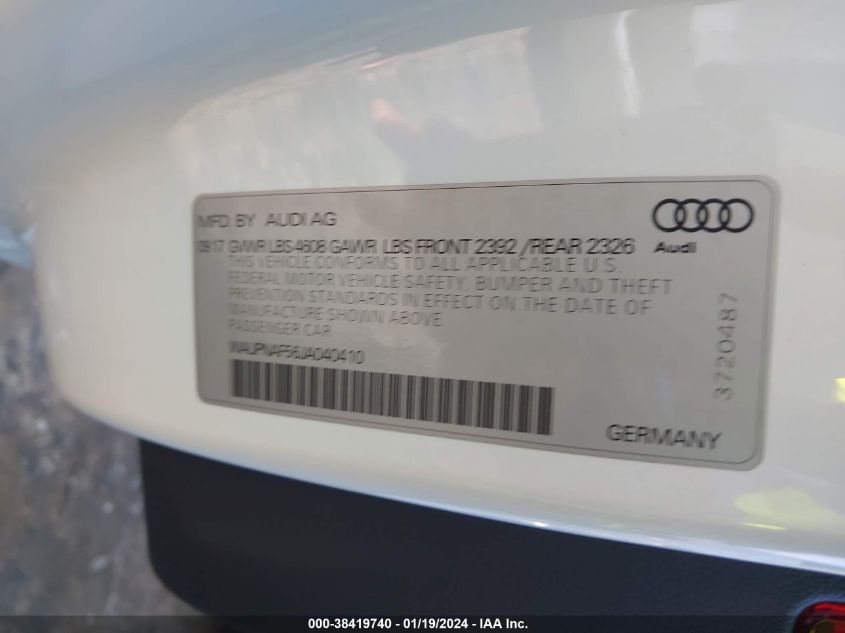 MFD. BY AUDI AG
09 17 GVWR LBS 4608 GAWR LBS FRONT 2392 / REAR 2326
Audi
THIS VEHICLE CONFORMS TO ALL APPLICABLE U.S.
FEDERAL MOTOR VEHICLE SAFETY, BUMPER AND THEFT
PREVENTION STANDARDS IN EFFECT ON THE DATE OF
MANUFACTURE SHOWN ABOVE
PASSENGER CAR
WAUPNAF56JA040410
3720487
GERMANY
000-38419740 - 01/19/2024 - IAA Inc.